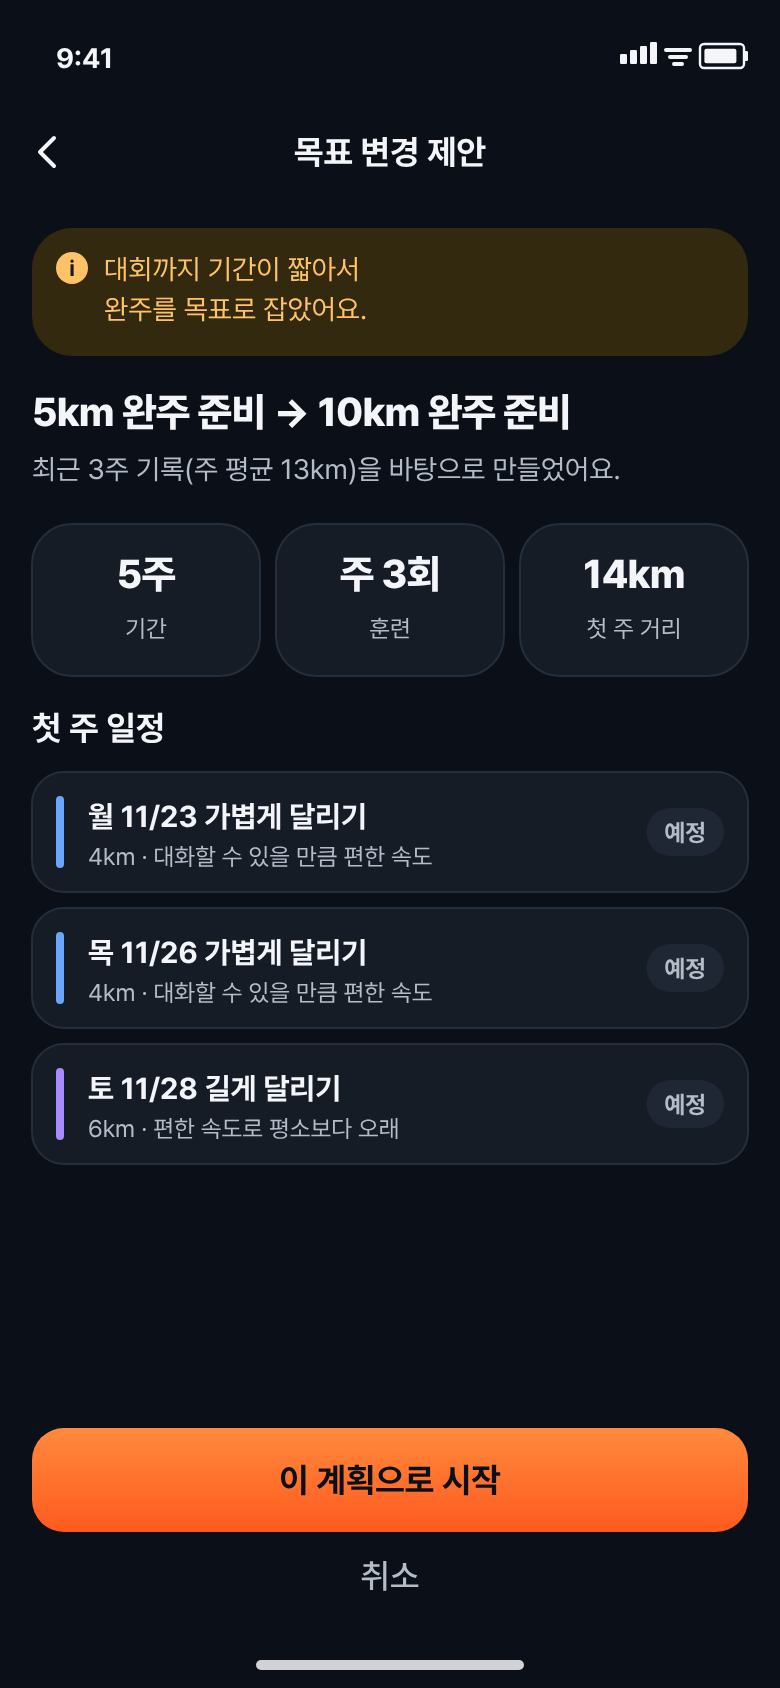 9:41
목표 변경 제안
i
대회까지 기간이 짧아서
완주를 목표로 잡았어요.
5km 완주 준비 → 10km 완주 준비
최근 3주 기록(주 평균 13km)을 바탕으로 만들었어요.
5주
기간
주 3회
훈련
14km
첫 주 거리
첫 주 일정
월 11/23 가볍게 달리기
4km · 대화할 수 있을 만큼 편한 속도
예정
목 11/26 가볍게 달리기
4km · 대화할 수 있을 만큼 편한 속도
예정
토 11/28 길게 달리기
6km · 편한 속도로 평소보다 오래
예정
이 계획으로 시작
취소